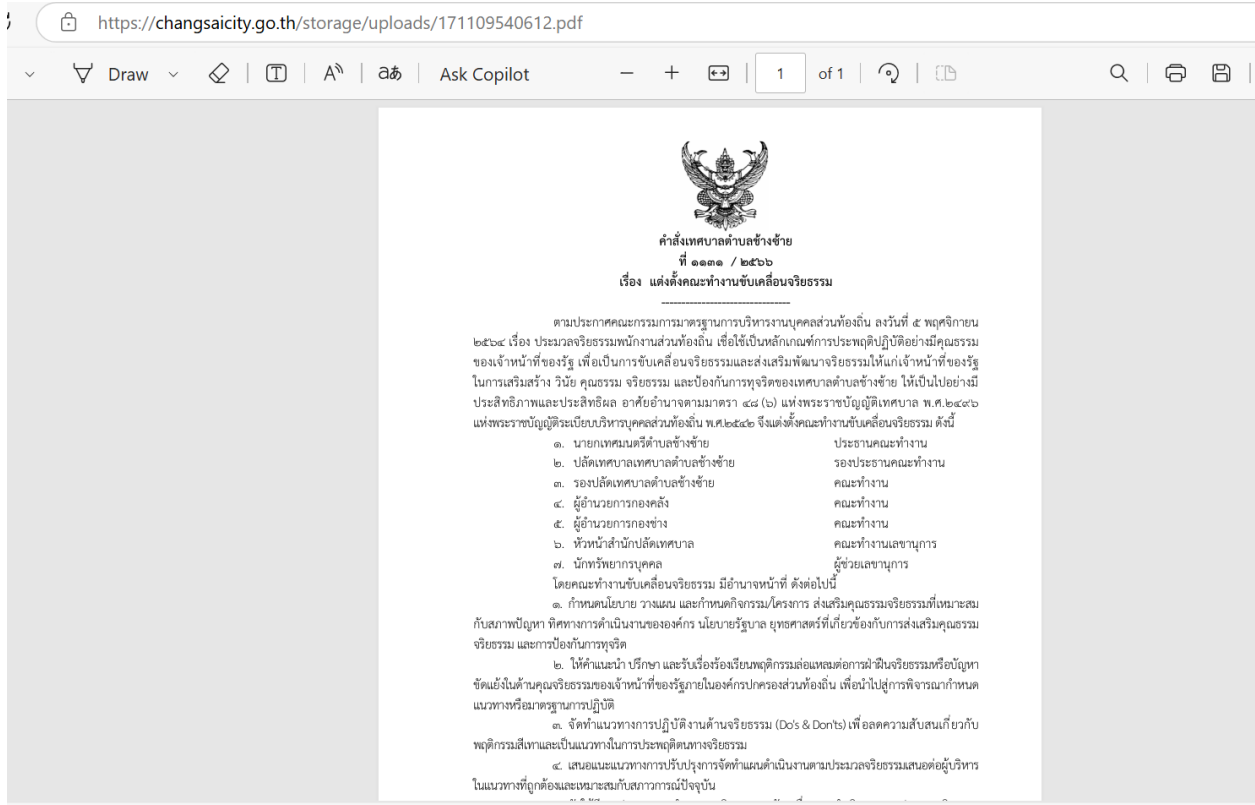 https://changsaicity.go.th/storage/uploads/171109540612.pdf
Draw
T
A
aあ
Ask Copilot
1
of 1
คำสั่งเทศบาลตำบลช้างซ้าย
ที่ ๑๑๓๑ / ๒๕๖๖
เรื่อง แต่งตั้งคณะทำงานขับเคลื่อนจริยธรรม
--------------------------------
ตามประกาศคณะกรรมการมาตรฐานการบริหารงานบุคคลส่วนท้องถิ่น ลงวันที่ ๕ พฤศจิกายน
๒๕๖๔ เรื่อง ประมวลจริยธรรมพนักงานส่วนท้องถิ่น เชื่อใช้เป็นหลักเกณฑ์การประพฤติปฏิบัติอย่างมีคุณธรรม
ของเจ้าหน้าที่ของรัฐ เพื่อเป็นการขับเคลื่อนจริยธรรมและส่งเสริมพัฒนาจริยธรรมให้แก่เจ้าหน้าที่ของรัฐ
ในการเสริมสร้าง วินัย คุณธรรม จริยธรรม และป้องกันการทุจริตของเทศบาลตำบลช้างซ้าย ให้เป็นไปอย่างมี
ประสิทธิภาพและประสิทธิผล อาศัยอำนาจตามมาตรา ๔๘ (๖) แห่งพระราชบัญญัติเทศบาล พ.ศ.๒๔๙๖
แห่งพระราชบัญญัติระเบียบบริหารบุคคลส่วนท้องถิ่น พ.ศ.๒๕๔๒ จึงแต่งตั้งคณะทำงานขับเคลื่อนจริยธรรม ดังนี้
๑. นายกเทศมนตรีตำบลช้างซ้าย ประธานคณะทำงาน
๒. ปลัดเทศบาลเทศบาลตำบลช้างซ้าย รองประธานคณะทำงาน
๓. รองปลัดเทศบาลตำบลช้างซ้าย คณะทำงาน
๔. ผู้อำนวยการกองคลัง คณะทำงาน
๕. ผู้อำนวยการกองช่าง คณะทำงาน
๖. หัวหน้าสำนักปลัดเทศบาล คณะทำงานเลขานุการ
๗. นักทรัพยากรบุคคล ผู้ช่วยเลขานุการ
โดยคณะทำงานขับเคลื่อนจริยธรรม มีอำนาจหน้าที่ ดังต่อไปนี้
๑. กำหนดนโยบาย วางแผน และกำหนดกิจกรรม/โครงการ ส่งเสริมคุณธรรมจริยธรรมที่เหมาะสม
กับสภาพปัญหา ทิศทางการดำเนินงานขององค์กร นโยบายรัฐบาล ยุทธศาสตร์ที่เกี่ยวข้องกับการส่งเสริมคุณธรรม
จริยธรรม และการป้องกันการทุจริต
๒. ให้คำแนะนำ ปรึกษา และรับเรื่องร้องเรียนพฤติกรรมล่อแหลมต่อการฝ่าฝืนจริยธรรมหรือปัญหา
ขัดแย้งในด้านคุณจริยธรรมของเจ้าหน้าที่ของรัฐภายในองค์กรปกครองส่วนท้องถิ่น เพื่อนำไปสู่การพิจารณากำหนด
แนวทางหรือมาตรฐานการปฏิบัติ
๓. จัดทำแนวทางการปฏิบัติงานด้านจริยธรรม (Do's & Don'ts) เพื่อลดความสับสนเกี่ยวกับ
พฤติกรรมสีเทาและเป็นแนวทางในการประพฤติตนทางจริยธรรม
๔. เสนอแนะแนวทางการปรับปรุงการจัดทำแผนดำเนินงานตามประมวลจริยธรรมเสนอต่อผู้บริหาร
ในแนวทางที่ถูกต้องและเหมาะสมกับสภาวการณ์ปัจจุบัน